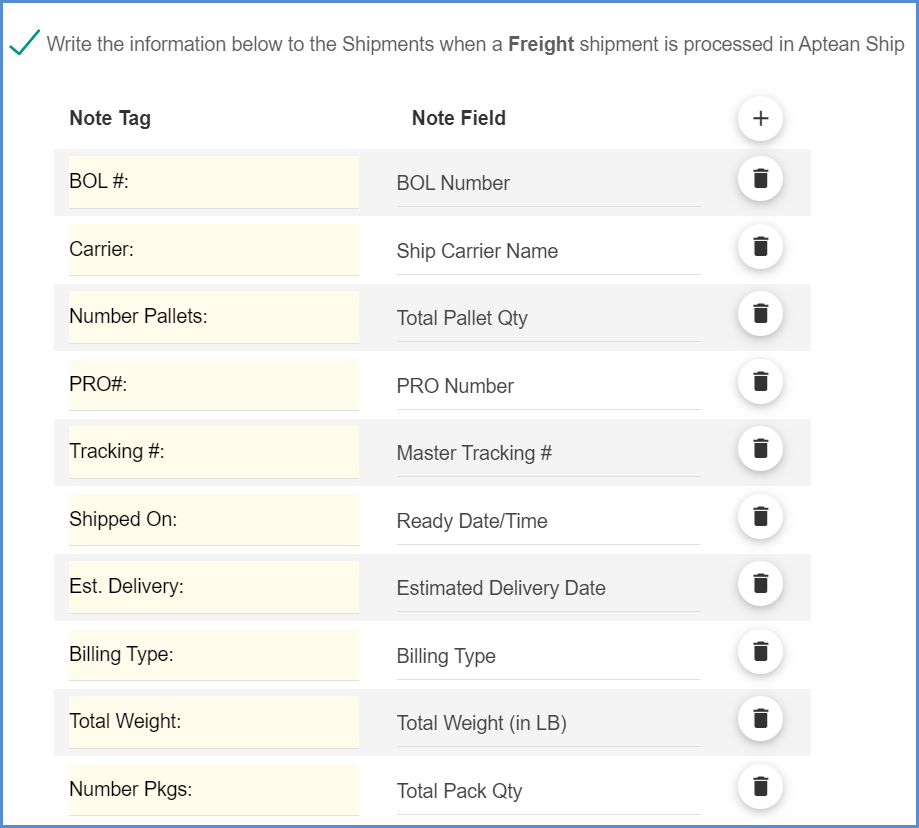 Write the information below to the Shipments when a Freight shipment is processed in Aptean Ship
Note Tag Note Field
BOL #: BOL Number
Carrier: Ship Carrier Name
Number Pallets: Total Pallet Qty
PRO#: PRO Number
Tracking #: Master Tracking #
Shipped On: Ready Date/Time
Est. Delivery: Estimated Delivery Date
Billing Type: Billing Type
Total Weight: Total Weight (in LB)
Number Pkgs: Total Pack Qty